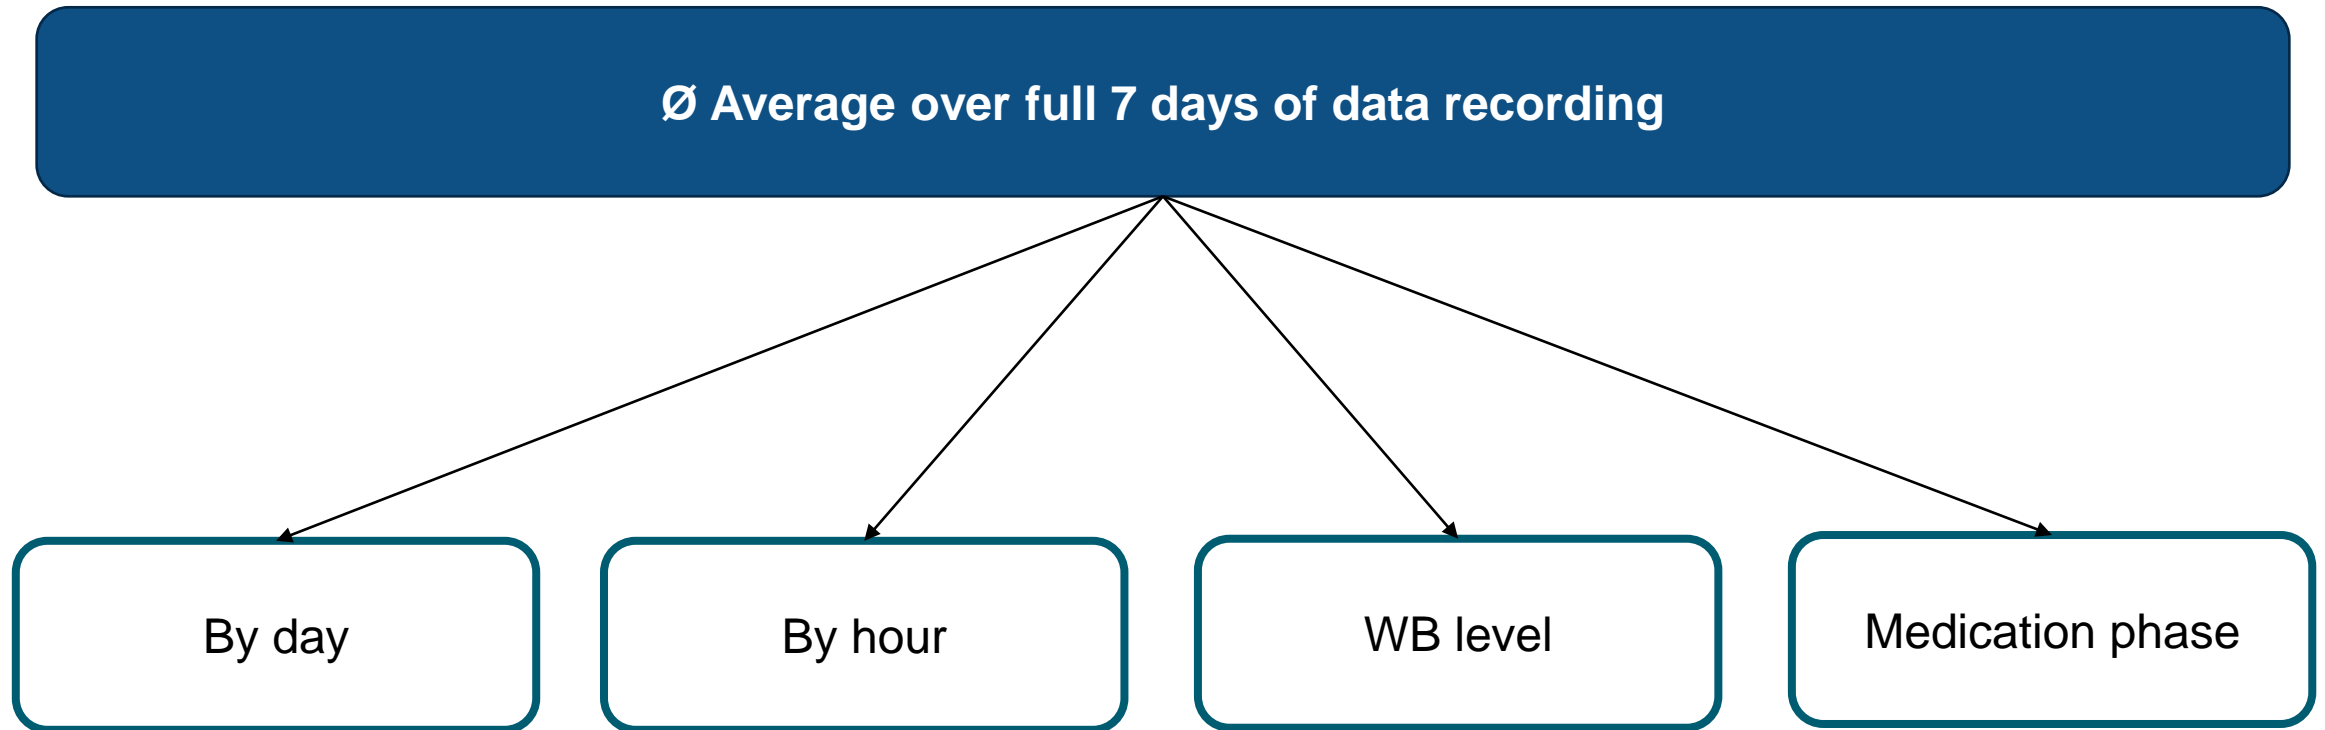 Ø Average over full 7 days of data recording
By day
By hour
WB level
Medication phase